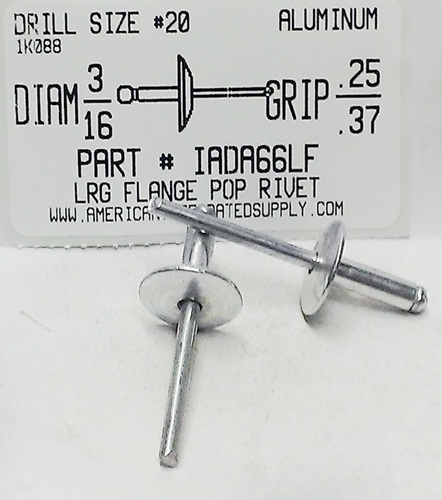 DRILL SIZE #20 ALUMINUM
1K088
DIAM 3/16 GRIP .25/.37
PART # IADA66LF
LRG FLANGE POP RIVET